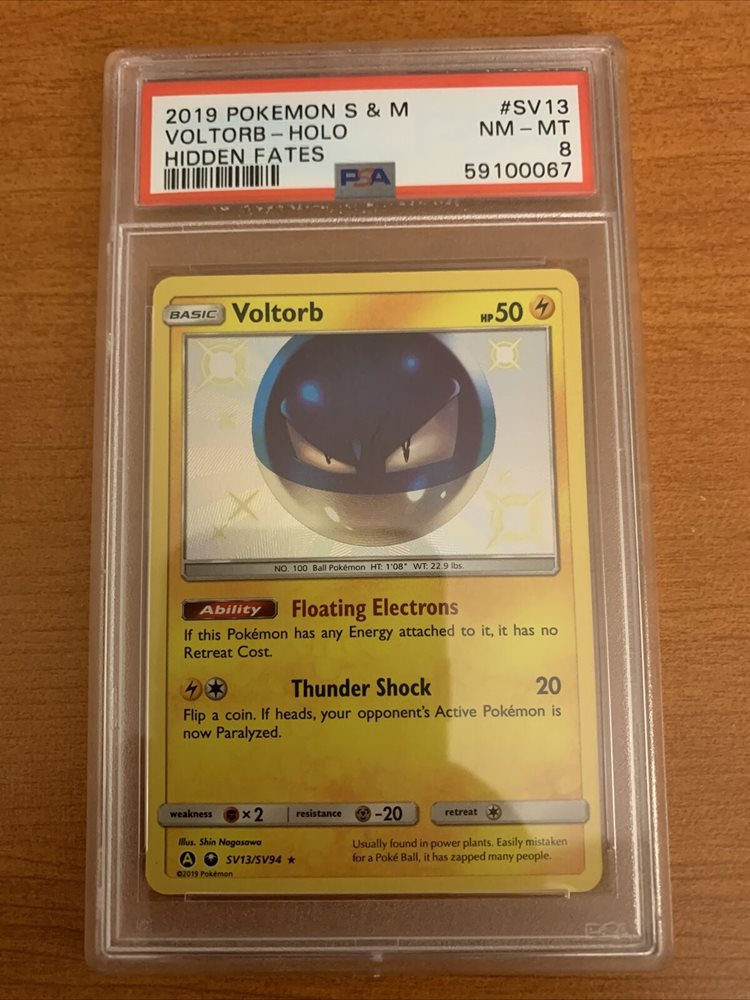 2019 POKEMON S & M #SV13
VOLTORB - HOLO NM - MT
HIDDEN FATES 8
PSA 59100067
BASIC Voltorb HP 50
NO. 100 Ball Pokémon HT: 1'08" WT: 22.9 lbs.
Ability Floating Electrons
If this Pokémon has any Energy attached to it, it has no
Retreat Cost.
Thunder Shock 20
Flip a coin. If heads, your opponent's Active Pokémon is
now Paralyzed.
weakness ×2 resistance -20 retreat
Illus. Shin Nagasawa
Usually found in power plants. Easily mistaken
for a Poké Ball, it has zapped many people.
A SV13/SV94
©2019 Pokémon